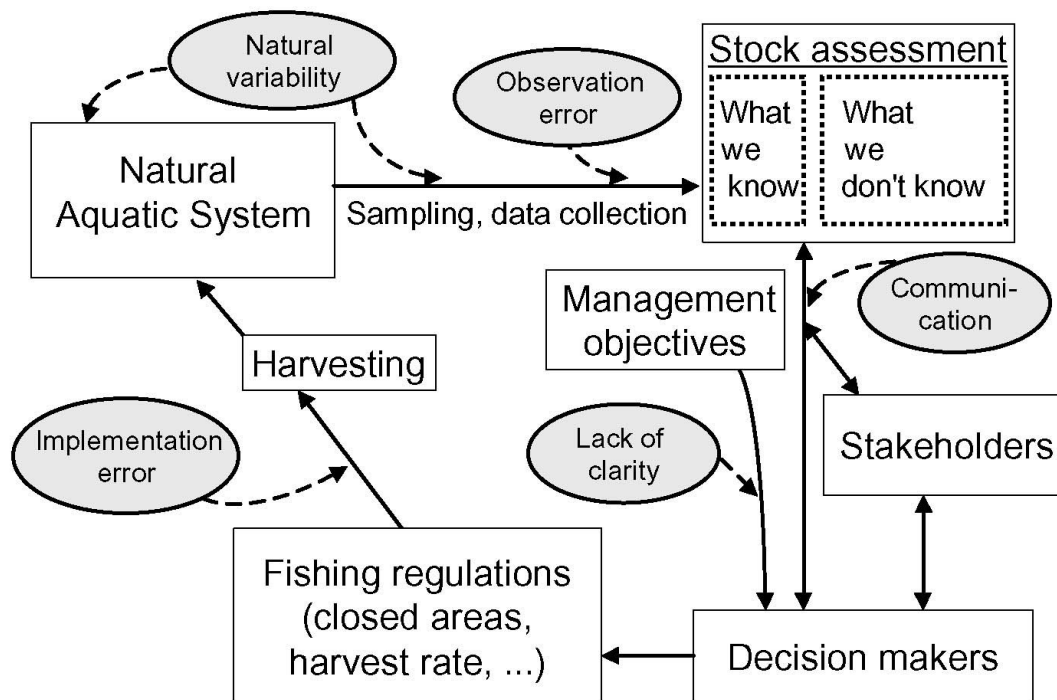 Natural
variability
Observation
error
Stock assessment
What
we
know
What
we
don't know
Natural
Aquatic System
Sampling, data collection
Management
objectives
Communi-
cation
Harvesting
Implementation
error
Lack of
clarity
Stakeholders
Fishing regulations
(closed areas,
harvest rate, ...)
Decision makers